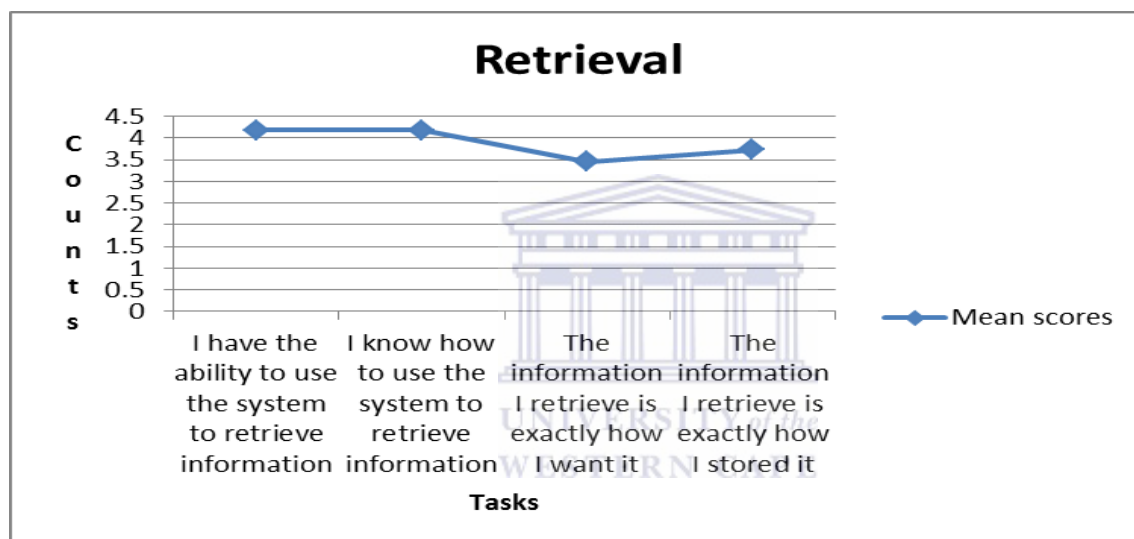 Retrieval
Counts
4.5
4
3.5
3
2.5
2
1.5
1
0.5
0
I have the
ability to use
the system
to retrieve
information
I know how
to use the
system to
retrieve
information
The
information
I retrieve is
exactly how
I want it
The
information
I retrieve is
exactly how
I stored it
Tasks
Mean scores
UNIVERSITY of the
WESTERN CAPE